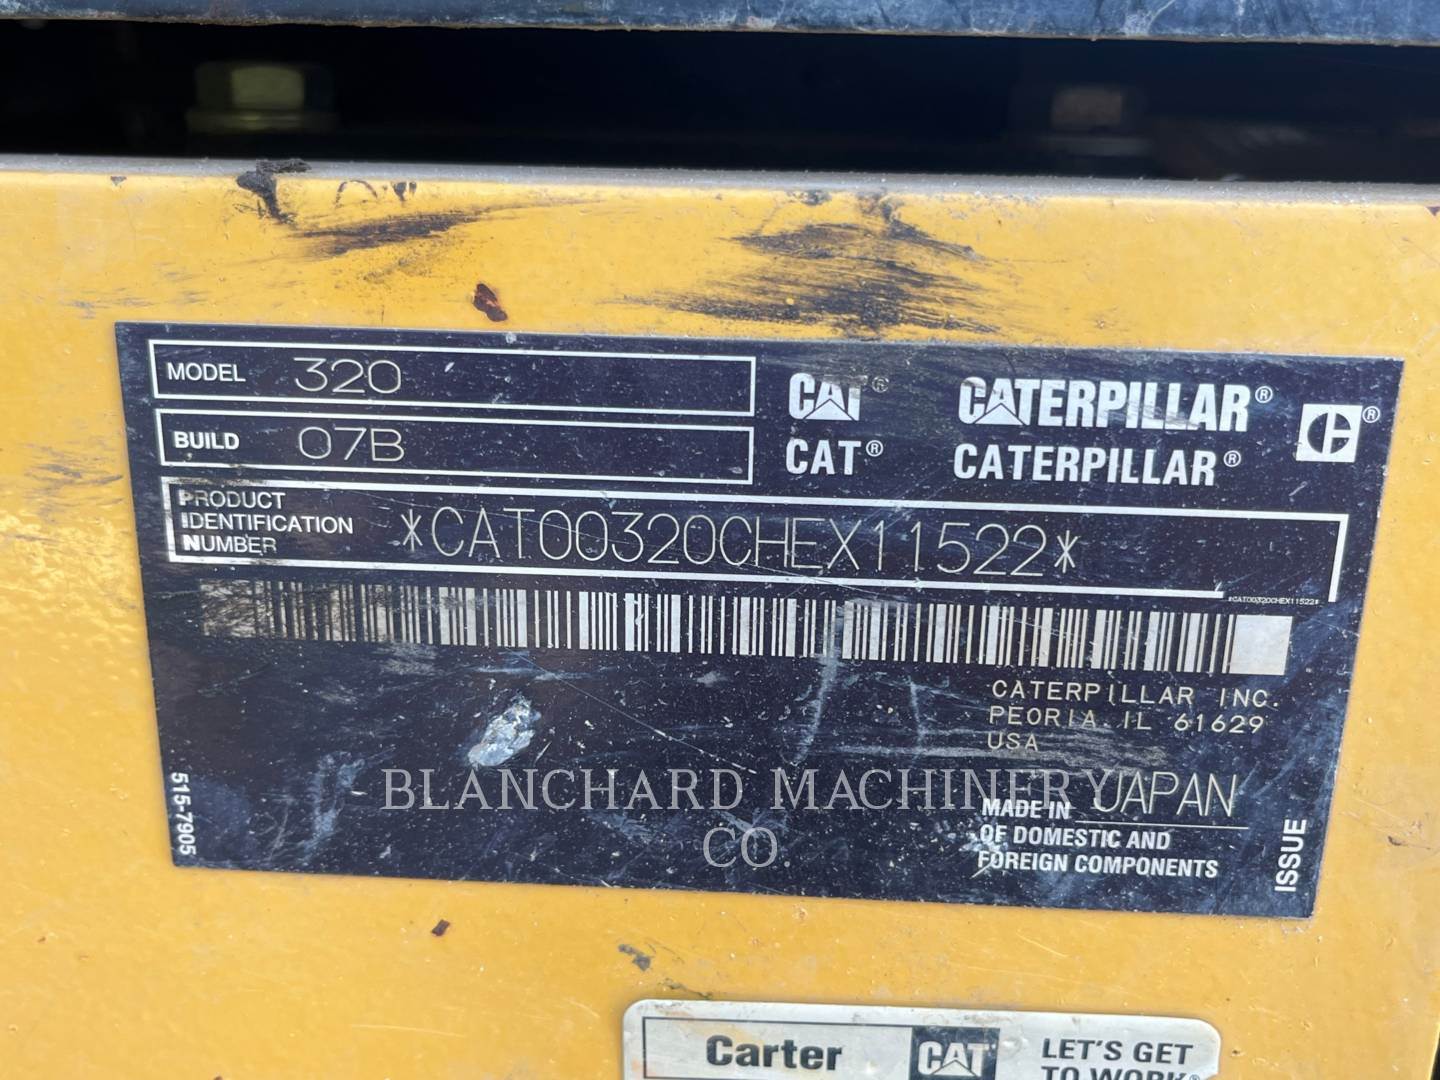 MODEL 320
BUILD 07B
PRODUCT
IDENTIFICATION
NUMBER
*CAT00320CHEX11522*
CAT® CATERPILLAR® ®
CAT® CATERPILLAR®
*CAT00320CHEX11522*
CATERPILLAR INC.
PEORIA, IL 61629
USA
MADE IN JAPAN
OF DOMESTIC AND
FOREIGN COMPONENTS
515-7905
ISSUE
BLANCHARD MACHINERY
CO.
Carter CAT LET'S GET
TO WORK®